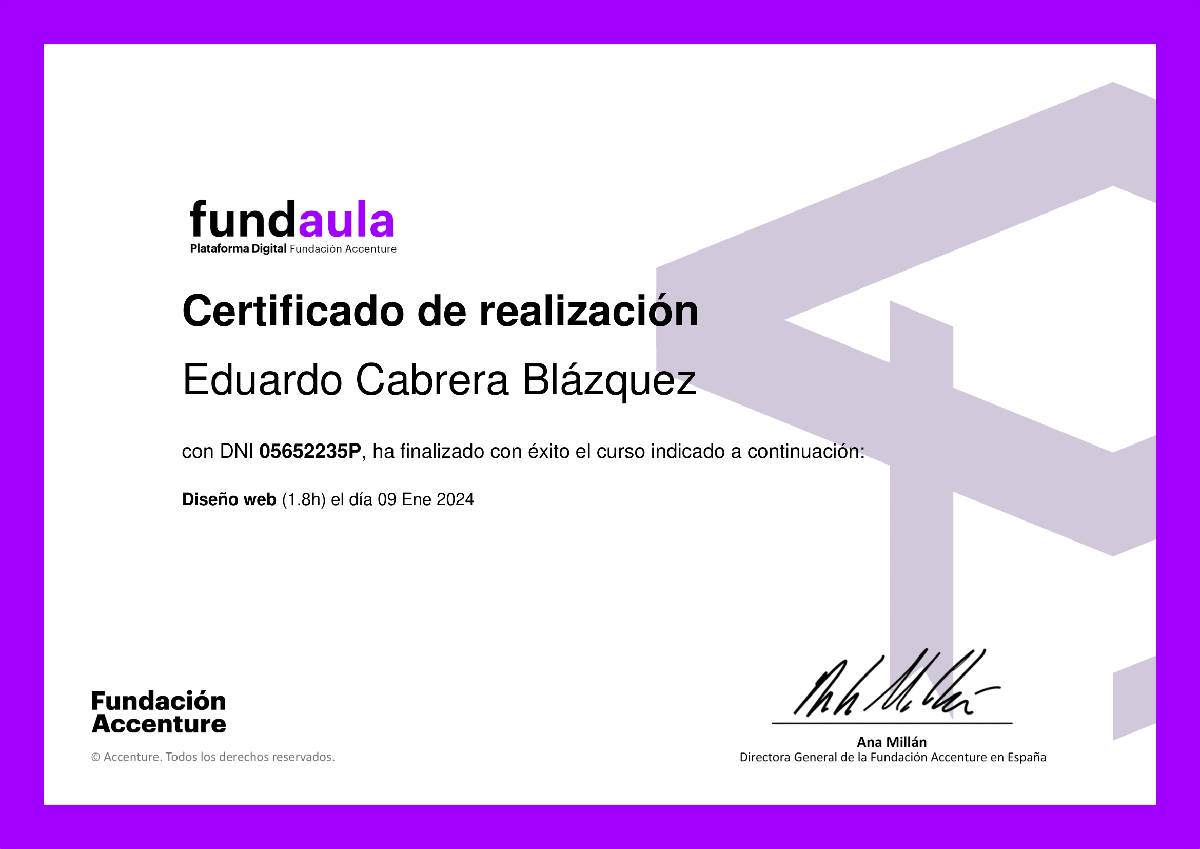 fundaula
Plataforma Digital Fundación Accenture
Certificado de realización
Eduardo Cabrera Blázquez
con DNI 05652235P, ha finalizado con éxito el curso indicado a continuación:
Diseño web (1.8h) el día 09 Ene 2024
Fundación
Accenture
© Accenture. Todos los derechos reservados.
Ana Millán
Ana Millán
Directora General de la Fundación Accenture en España